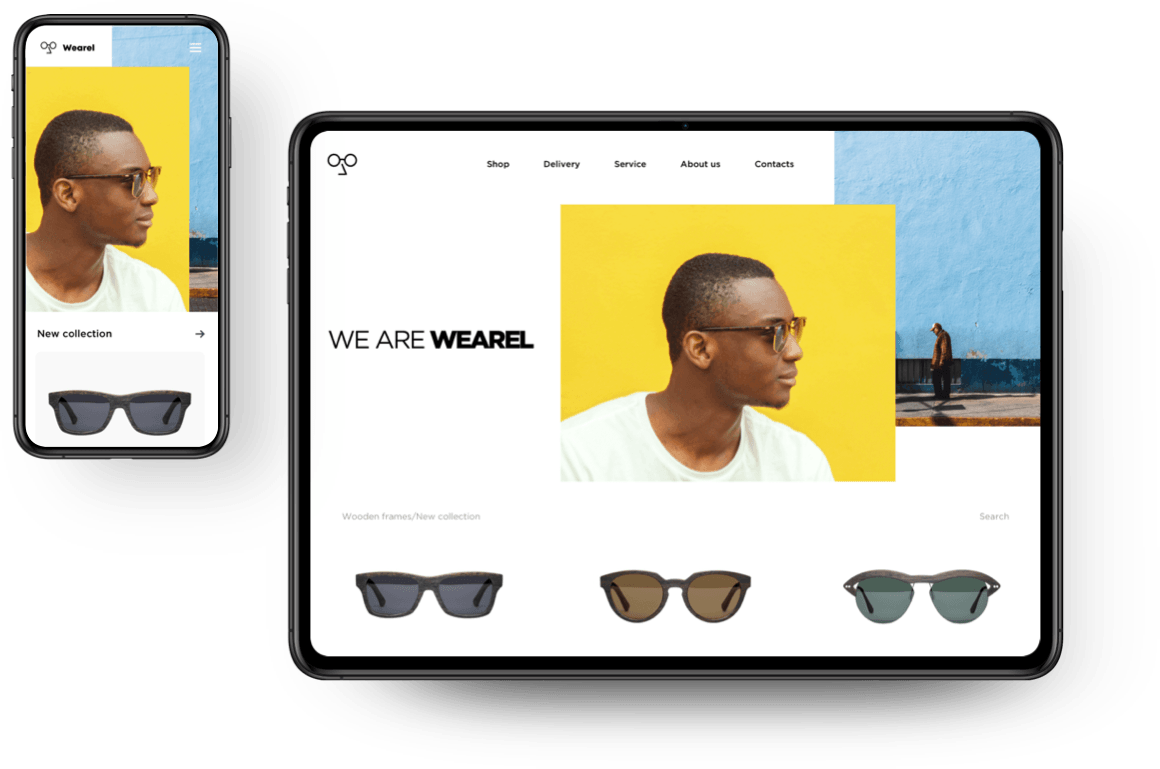 Wearel
New collection
Shop Delivery Service About us Contacts
WE ARE WEAREL
Wooden frames/New collection Search